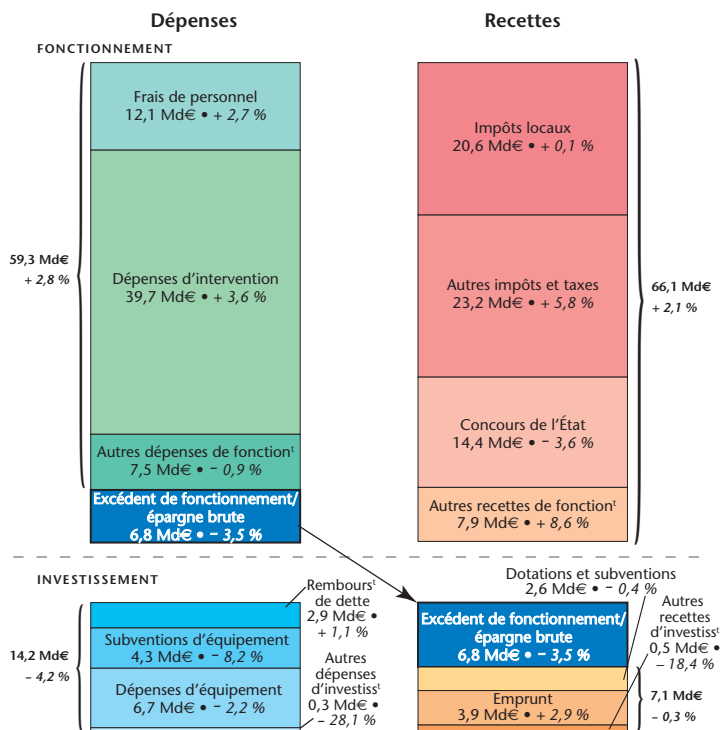 Dépenses
Recettes
FONCTIONNEMENT
Frais de personnel
12,1 Md€ • + 2,7 %
Dépenses d'intervention
39,7 Md€ • + 3,6 %
Autres dépenses de fonctionᵗ
7,5 Md€ • – 0,9 %
59,3 Md€
+ 2,8 %
Excédent de fonctionnement/
épargne brute
6,8 Md€ • – 3,5 %
Impôts locaux
20,6 Md€ • + 0,1 %
Autres impôts et taxes
23,2 Md€ • + 5,8 %
Concours de l'État
14,4 Md€ • – 3,6 %
Autres recettes de fonctionᵗ
7,9 Md€ • + 8,6 %
66,1 Md€
+ 2,1 %
INVESTISSEMENT
Remboursᵗ
de dette
2,9 Md€ •
+ 1,1 %
Subventions d'équipement
4,3 Md€ • – 8,2 %
Dépenses d'équipement
6,7 Md€ • – 2,2 %
Autres
dépenses
d'investissᵗ
0,3 Md€ •
– 28,1 %
14,2 Md€
– 4,2 %
Dotations et subventions
2,6 Md€ • – 0,4 %
Excédent de fonctionnement/
épargne brute
6,8 Md€ • – 3,5 %
Emprunt
3,9 Md€ • + 2,9 %
Autres
recettes
d'investissᵗ
0,5 Md€ •
– 18,4 %
7,1 Md€
– 0,3 %